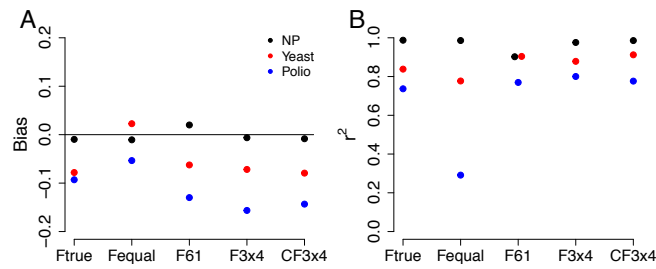 A
Bias
0.2
0.1
0.0
−0.1
−0.2
NP
Yeast
Polio
Ftrue Fequal F61 F3x4 CF3x4
B
r²
1.0
0.8
0.6
0.4
0.2
0.0
Ftrue Fequal F61 F3x4 CF3x4